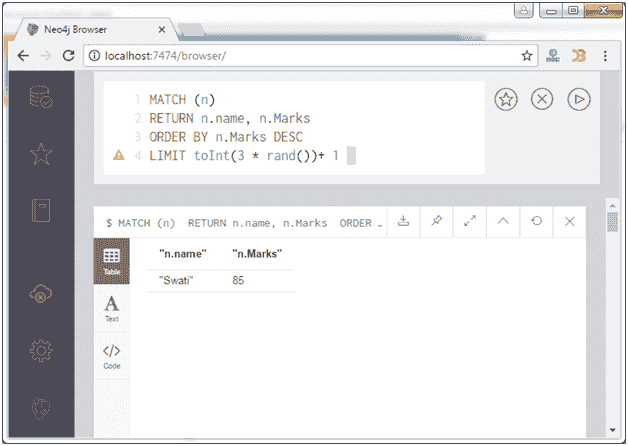 Neo4j Browser
localhost:7474/browser/
1 MATCH (n)
2 RETURN n.name, n.Marks
3 ORDER BY n.Marks DESC
4 LIMIT toInt(3 * rand())+ 1
$ MATCH (n) RETURN n.name, n.Marks ORDER …
Table
"n.name" "n.Marks"
"Swati" 85
A
Text
</>
Code